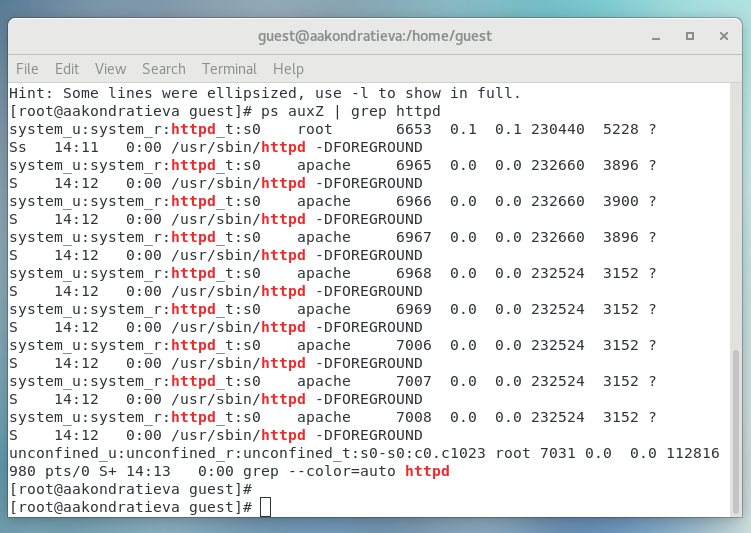 guest@aakondratieva:/home/guest
File Edit View Search Terminal Help
Hint: Some lines were ellipsized, use -l to show in full.
[root@aakondratieva guest]# ps auxZ | grep httpd
system_u:system_r:httpd_t:s0    root       6653  0.1  0.1 230440  5228 ?
Ss   14:11   0:00 /usr/sbin/httpd -DFOREGROUND
system_u:system_r:httpd_t:s0    apache     6965  0.0  0.0 232660  3896 ?
S    14:12   0:00 /usr/sbin/httpd -DFOREGROUND
system_u:system_r:httpd_t:s0    apache     6966  0.0  0.0 232660  3900 ?
S    14:12   0:00 /usr/sbin/httpd -DFOREGROUND
system_u:system_r:httpd_t:s0    apache     6967  0.0  0.0 232660  3896 ?
S    14:12   0:00 /usr/sbin/httpd -DFOREGROUND
system_u:system_r:httpd_t:s0    apache     6968  0.0  0.0 232524  3152 ?
S    14:12   0:00 /usr/sbin/httpd -DFOREGROUND
system_u:system_r:httpd_t:s0    apache     6969  0.0  0.0 232524  3152 ?
S    14:12   0:00 /usr/sbin/httpd -DFOREGROUND
system_u:system_r:httpd_t:s0    apache     7006  0.0  0.0 232524  3152 ?
S    14:12   0:00 /usr/sbin/httpd -DFOREGROUND
system_u:system_r:httpd_t:s0    apache     7007  0.0  0.0 232524  3152 ?
S    14:12   0:00 /usr/sbin/httpd -DFOREGROUND
system_u:system_r:httpd_t:s0    apache     7008  0.0  0.0 232524  3152 ?
S    14:12   0:00 /usr/sbin/httpd -DFOREGROUND
unconfined_u:unconfined_r:unconfined_t:s0-s0:c0.c1023 root 7031 0.0  0.0 112816
980 pts/0 S+ 14:13   0:00 grep --color=auto httpd
[root@aakondratieva guest]#
[root@aakondratieva guest]#